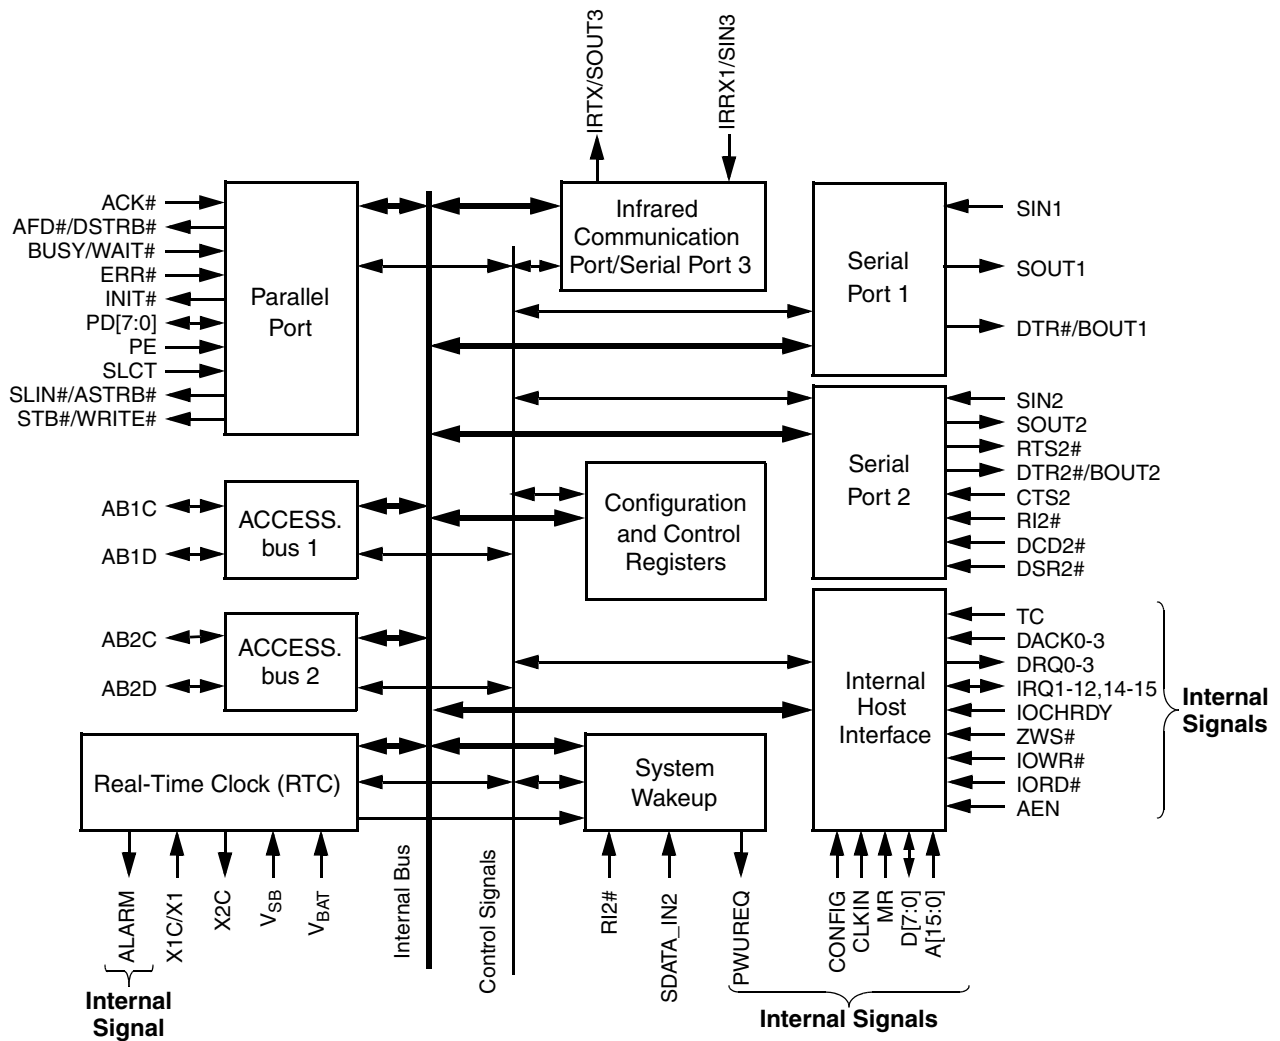 IRTX/SOUT3
IRRX1/SIN3
ACK#
AFD#/DSTRB#
BUSY/WAIT#
ERR#
INIT#
PD[7:0]
PE
SLCT
SLIN#/ASTRB#
STB#/WRITE#
Parallel
Port
Infrared
Communication
Port/Serial Port 3
Serial
Port 1
SIN1
SOUT1
DTR#/BOUT1
Serial
Port 2
SIN2
SOUT2
RTS2#
DTR2#/BOUT2
CTS2
RI2#
DCD2#
DSR2#
AB1C
AB1D
ACCESS.
bus 1
Configuration
and Control
Registers
AB2C
AB2D
ACCESS.
bus 2
Internal
Host
Interface
TC
DACK0-3
DRQ0-3
IRQ1-12,14-15
IOCHRDY
ZWS#
IOWR#
IORD#
AEN
Internal
Signals
Real-Time Clock (RTC)
System
Wakeup
ALARM
X1C/X1
X2C
VSB
VBAT
Internal Bus
Control Signals
RI2#
SDATA_IN2
PWUREQ
CONFIG
CLKIN
MR
D[7:0]
A[15:0]
Internal
Signal
Internal Signals